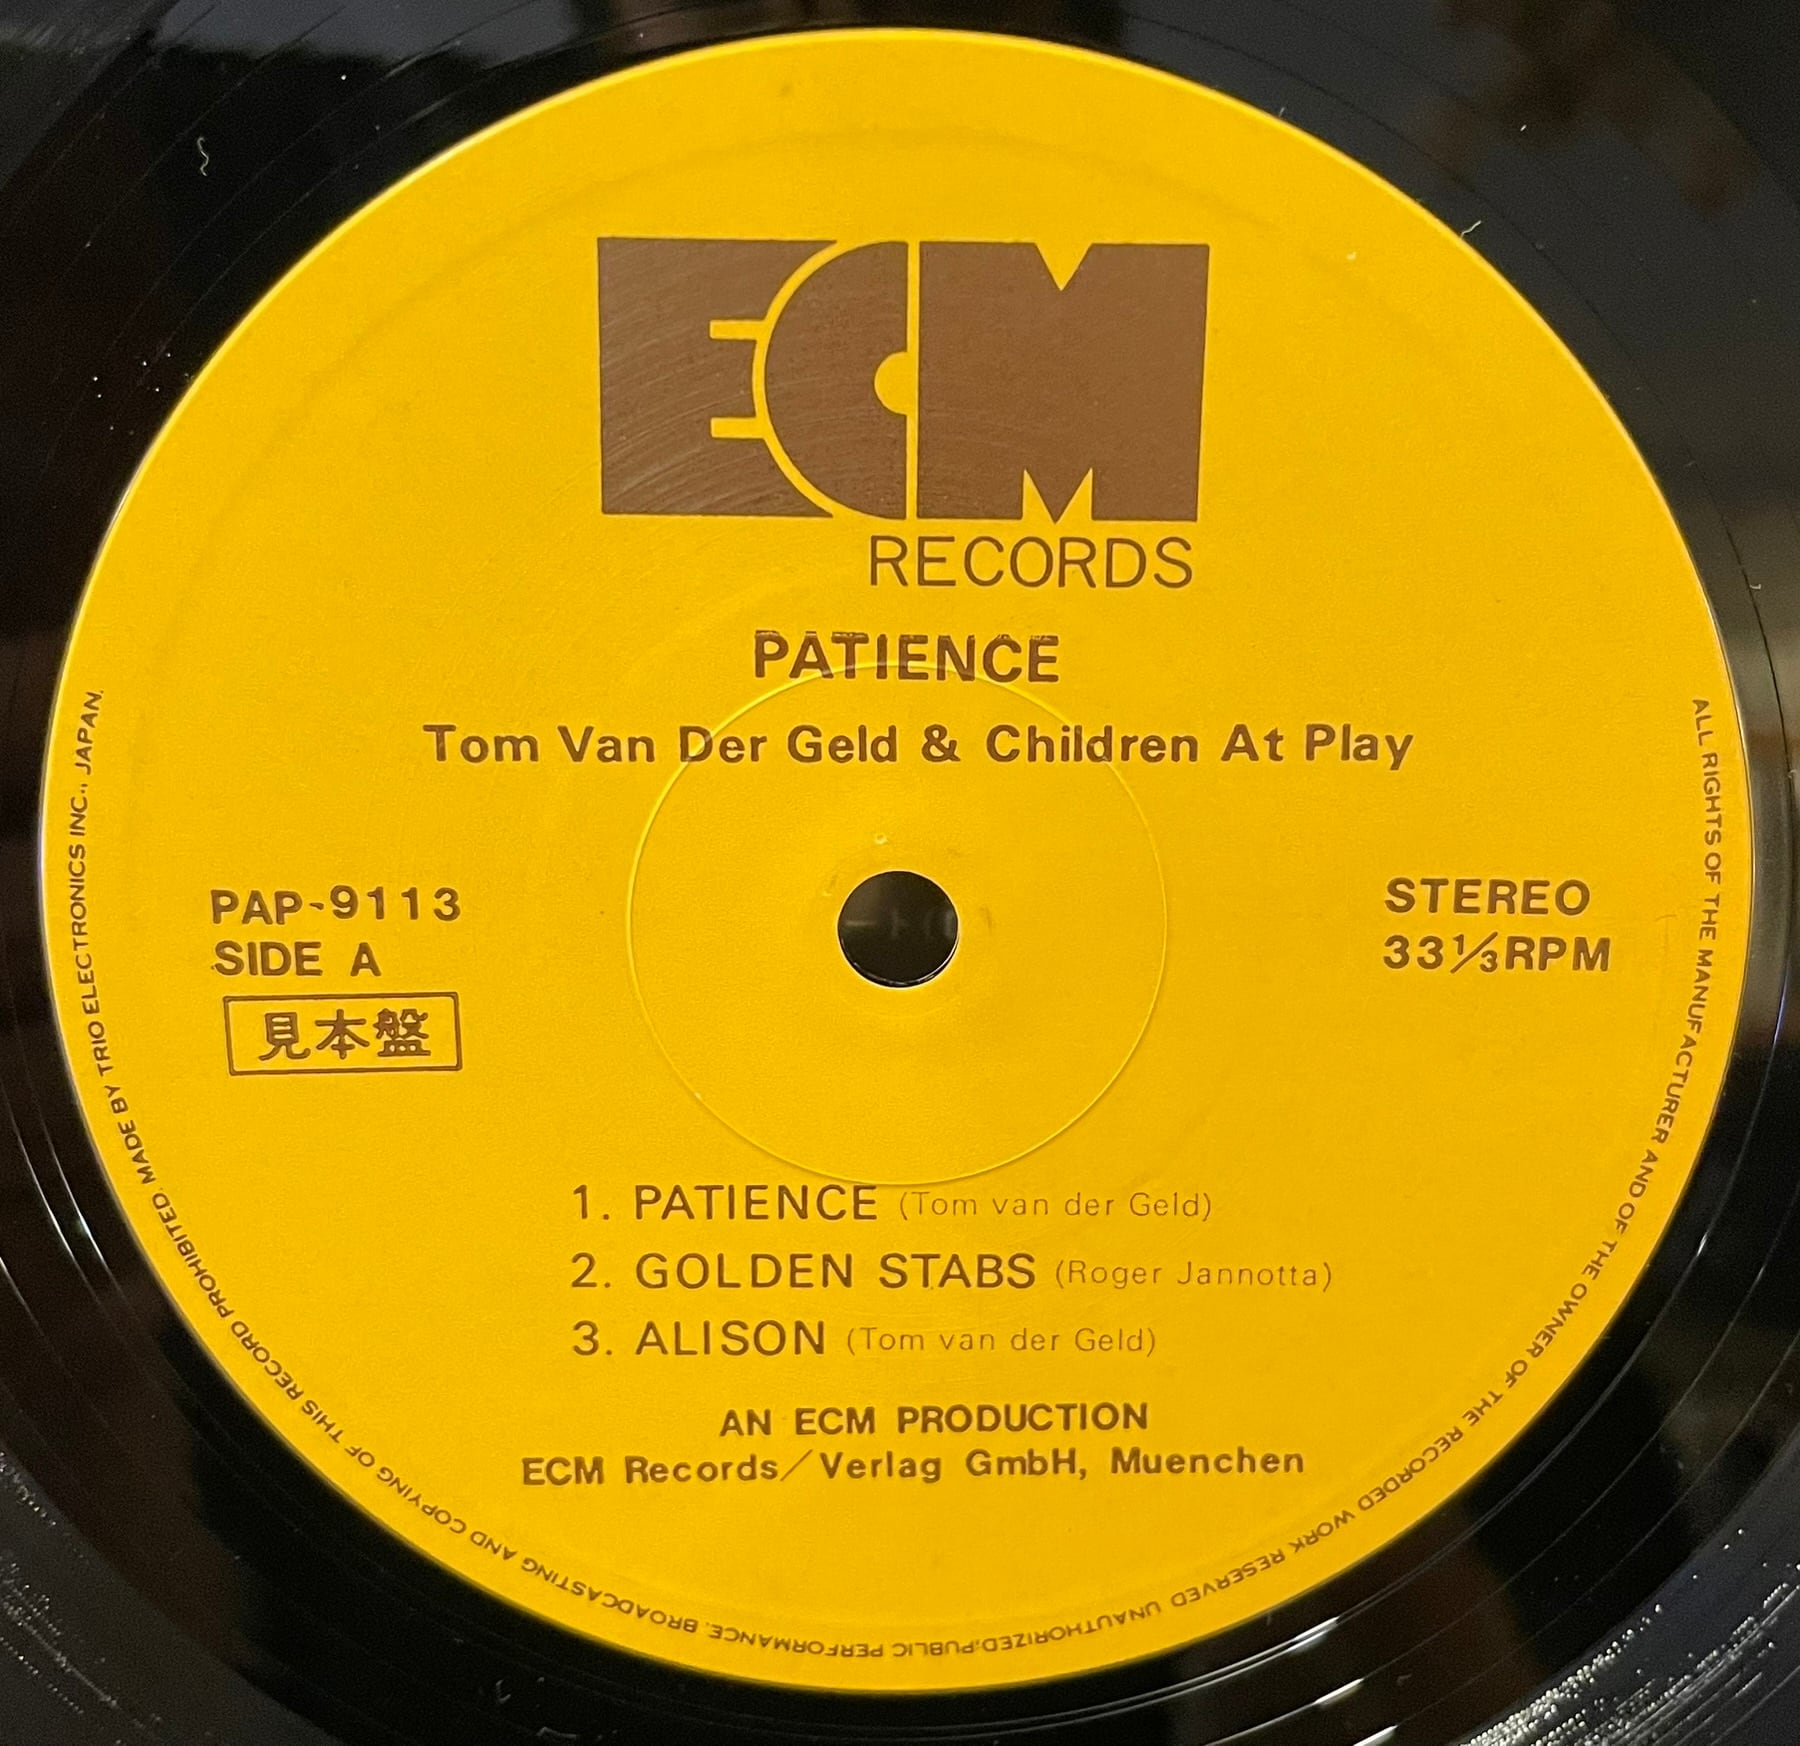 ECM
RECORDS
PATIENCE
Tom Van Der Geld & Children At Play
PAP-9113
SIDE A
見本盤
STEREO
33⅓RPM
1. PATIENCE (Tom van der Geld)
2. GOLDEN STABS (Roger Jannotta)
3. ALISON (Tom van der Geld)
AN ECM PRODUCTION
ECM Records/Verlag GmbH, Muenchen
ALL RIGHTS OF THE MANUFACTURER AND OF THE OWNER OF THE RECORDED WORK RESERVED UNAUTHORIZED.PUBLIC PERFORMANCE. BROADCASTING AND COPYING OF THIS RECORD PROHIBITED. MADE BY TRIO ELECTRONICS INC., JAPAN.